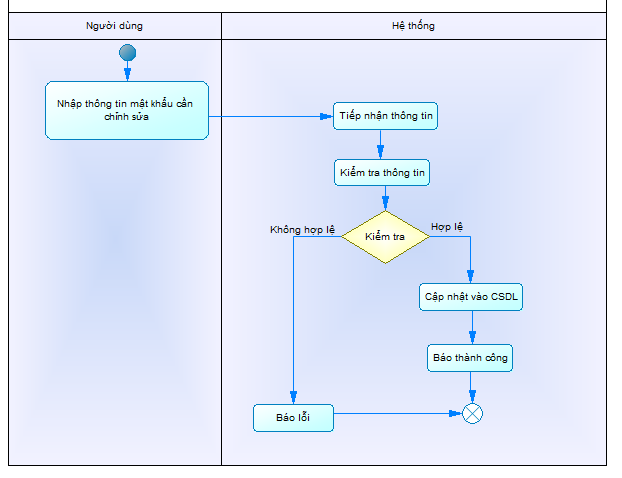 Người dùng
Hệ thống
Nhập thông tin mật khẩu cần
chỉnh sửa
Tiếp nhận thông tin
Kiểm tra thông tin
Không hợp lệ
Kiểm tra
Hợp lệ
Cập nhật vào CSDL
Báo thành công
Báo lỗi